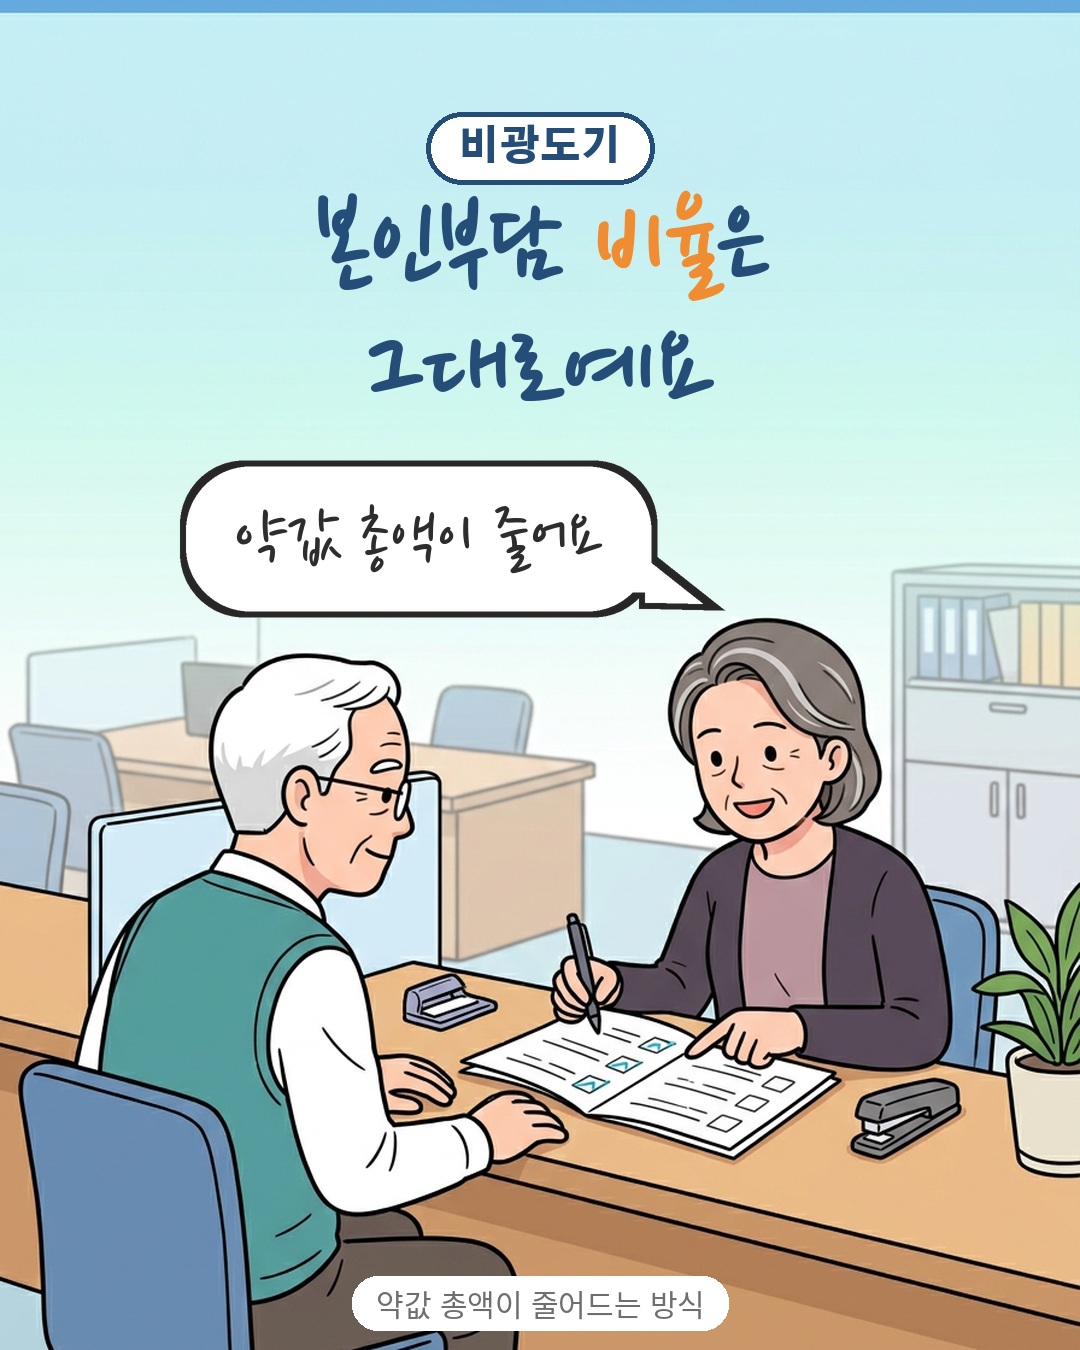 비광도기
본인부담 비율은
그대로예요
약값 총액이 줄어요
약값 총액이 줄어드는 방식